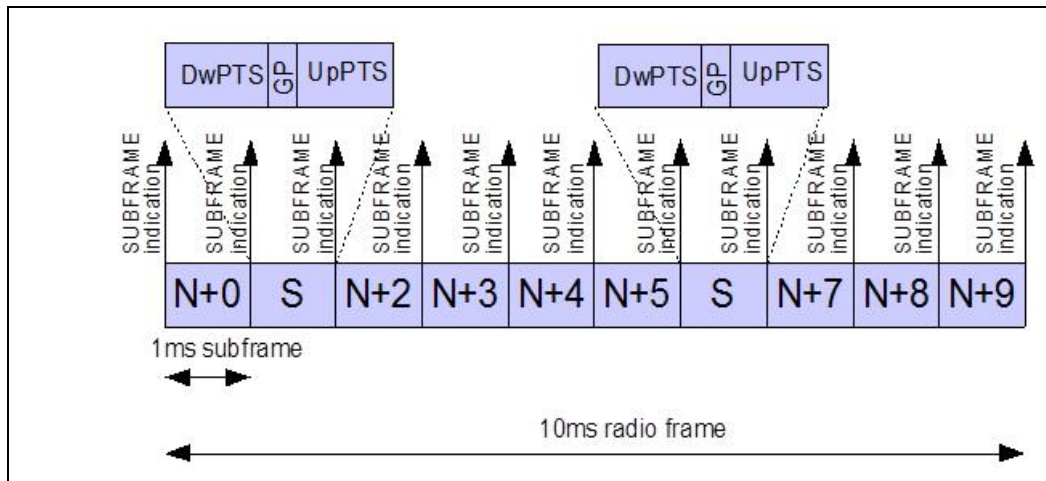 DwPTS GP UpPTS
DwPTS GP UpPTS
SUBFRAME
indication
SUBFRAME
indication
SUBFRAME
indication
SUBFRAME
indication
SUBFRAME
indication
SUBFRAME
indication
SUBFRAME
indication
SUBFRAME
indication
SUBFRAME
indication
SUBFRAME
indication
SUBFRAME
indication
N+0 S N+2 N+3 N+4 N+5 S N+7 N+8 N+9
1ms subframe
10ms radio frame